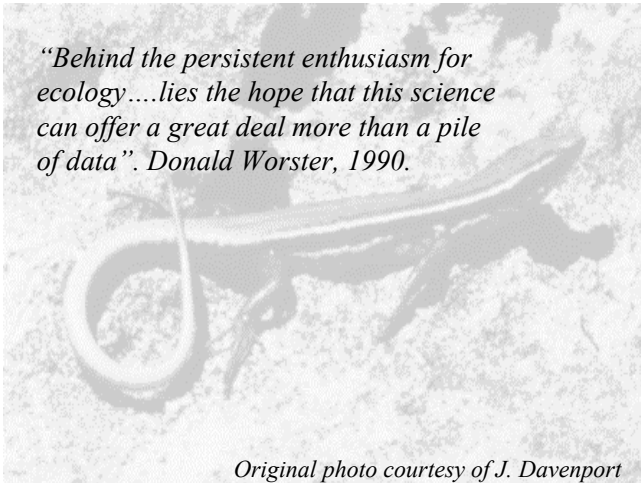 “Behind the persistent enthusiasm for
ecology….lies the hope that this science
can offer a great deal more than a pile
of data”. Donald Worster, 1990.
Original photo courtesy of J. Davenport